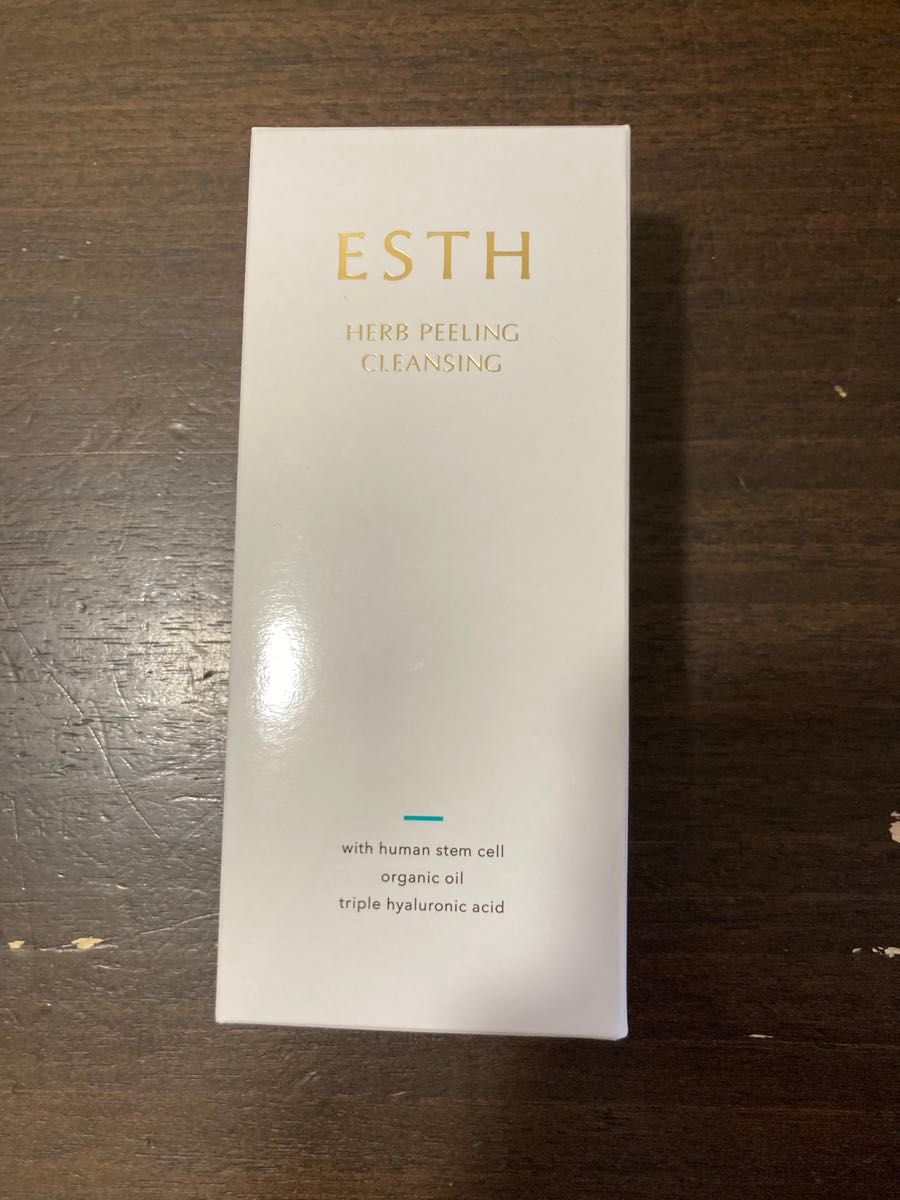 ESTH
HERB PEELING
CLEANSING
with human stem cell
organic oil
triple hyaluronic acid